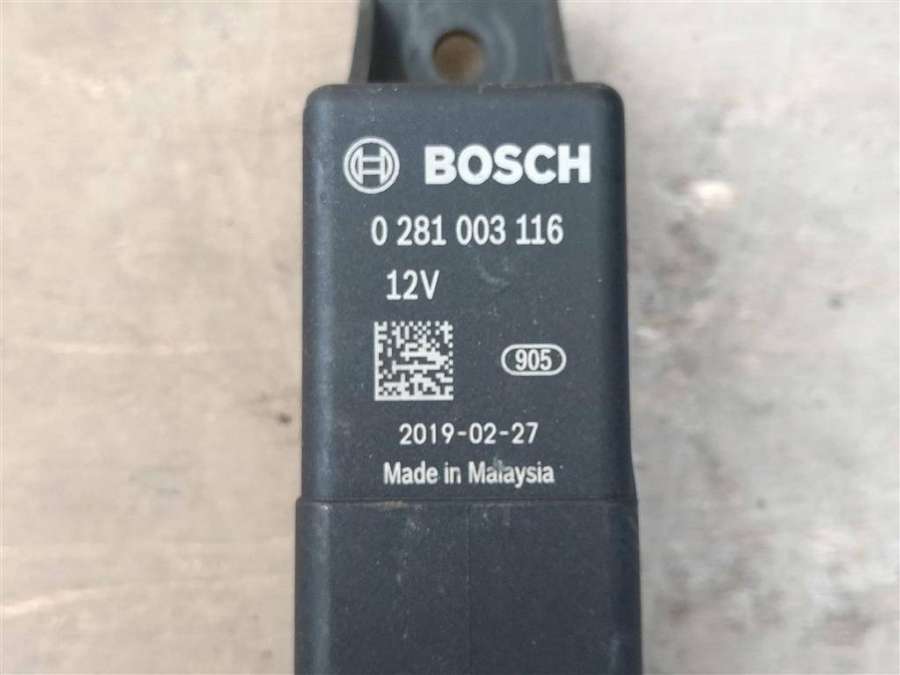 BOSCH
0 281 003 116
12V
905
2019-02-27
Made in Malaysia